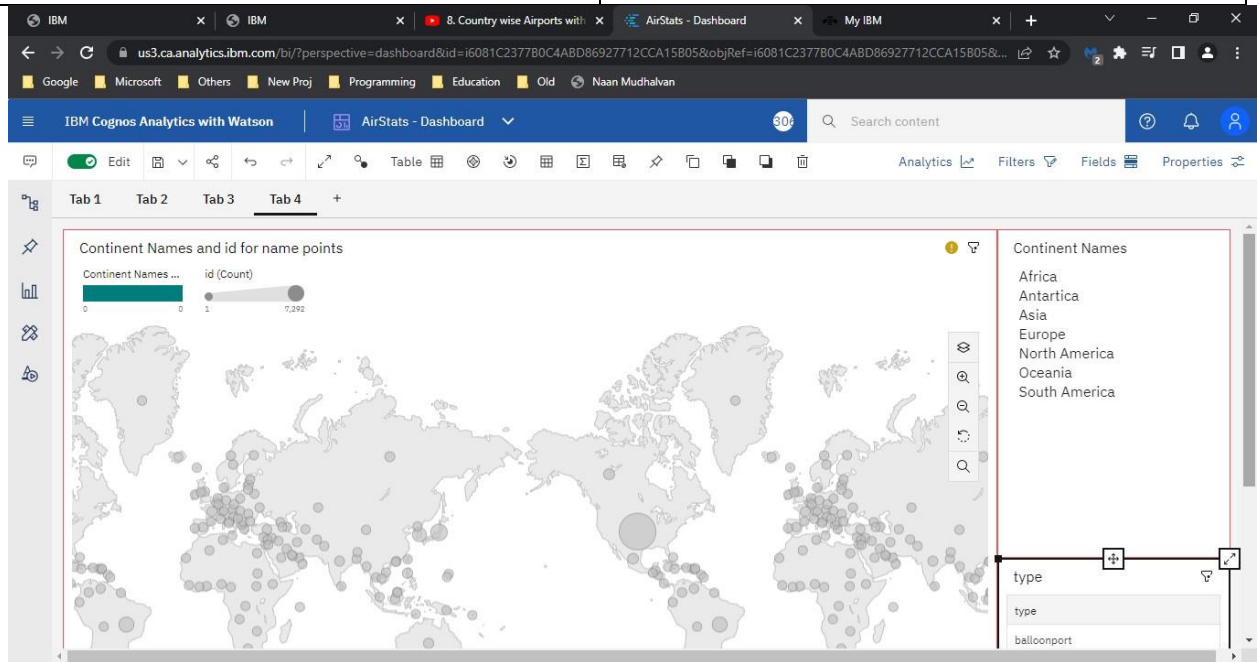 IBM
IBM
8. Country wise Airports with
AirStats - Dashboard
My IBM
us3.ca.analytics.ibm.com/bi/?perspective=dashboard&id=i6081C2377B0C4ABD86927712CCA15B05&objRef=i6081C2377B0C4ABD86927712CCA15B05&...
2
Google Microsoft Others New Proj Programming Education Old Naan Mudhalvan
IBM Cognos Analytics with Watson
AirStats - Dashboard
306
Search content
Edit
Table
Analytics
Filters
Fields
Properties
Tab 1 Tab 2 Tab 3 Tab 4 +
Continent Names and id for name points
Continent Names ...
id (Count)
0 0 1 7,292
Continent Names
Africa
Antartica
Asia
Europe
North America
Oceania
South America
type
type
balloonport